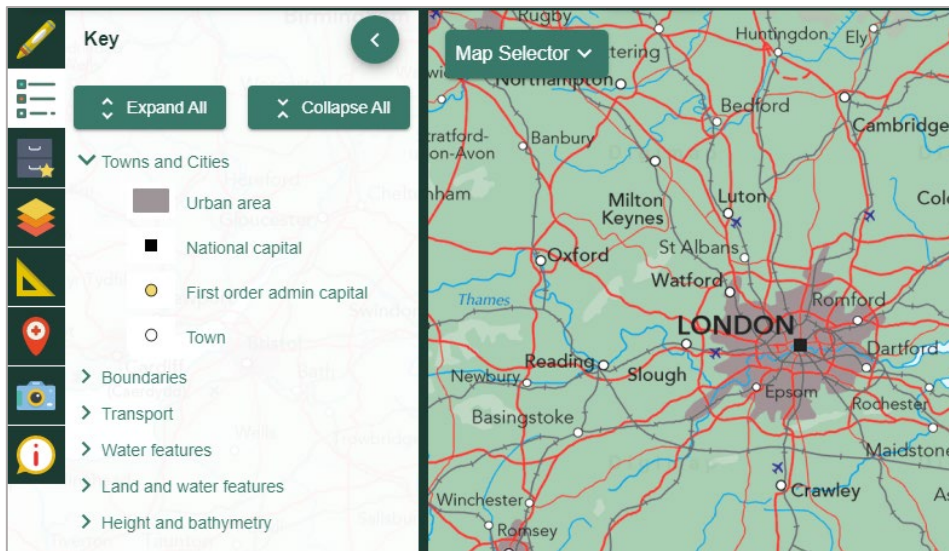 Key
Expand All
Collapse All
Towns and Cities
Urban area
National capital
First order admin capital
Town
Boundaries
Transport
Water features
Land and water features
Height and bathymetry
Map Selector
Rugby
Huntingdon
Ely
Northampton
Bedford
Cambridge
Banbury
Milton
Keynes
Luton
Oxford
St Albans
Watford
Thames
Romford
LONDON
Reading
Slough
Dartford
Newbury
Epsom
Rochester
Basingstoke
Maidstone
Crawley
Winchester
Romsey